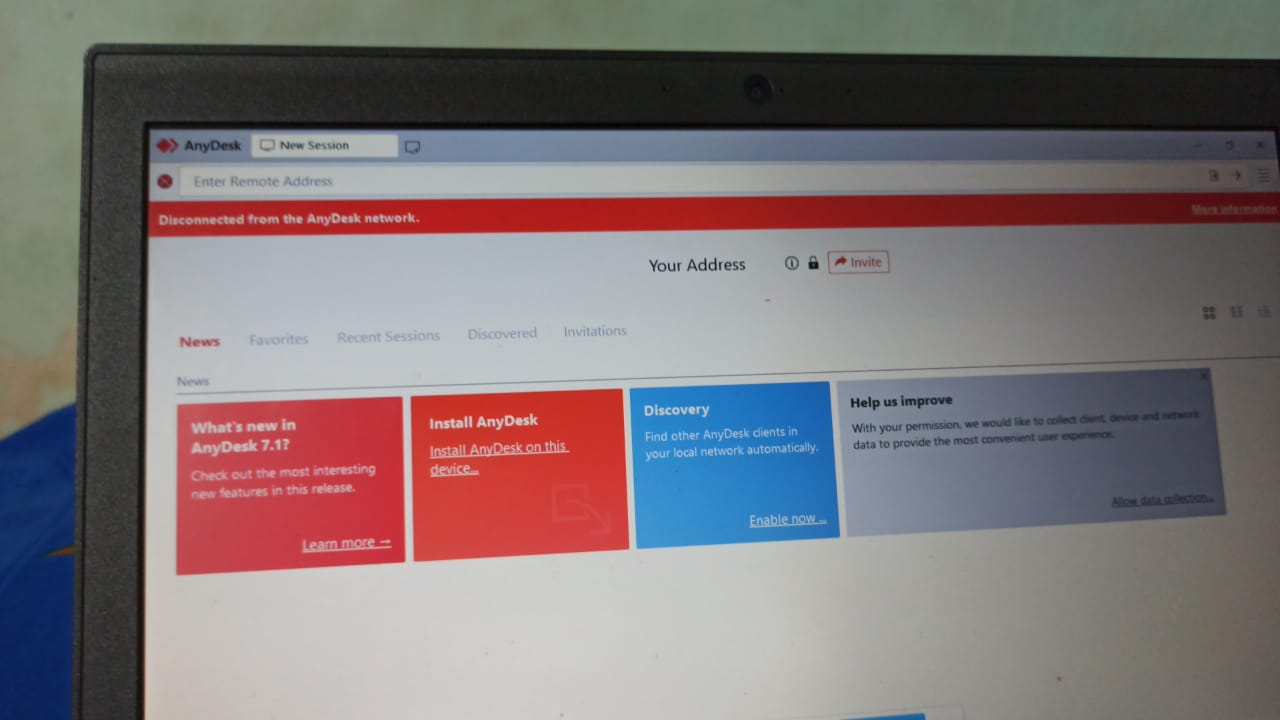 AnyDesk New Session
Enter Remote Address
Disconnected from the AnyDesk network. More information
Your Address Invite
News Favorites Recent Sessions Discovered Invitations
News
What's new in
AnyDesk 7.1?
Check out the most interesting
new features in this release.
Learn more →
Install AnyDesk
Install AnyDesk on this
device...
Discovery
Find other AnyDesk clients in
your local network automatically.
Enable now ...
Help us improve
With your permission, we would like to collect client, device and network
data to provide the most convenient user experience.
Allow data collection...